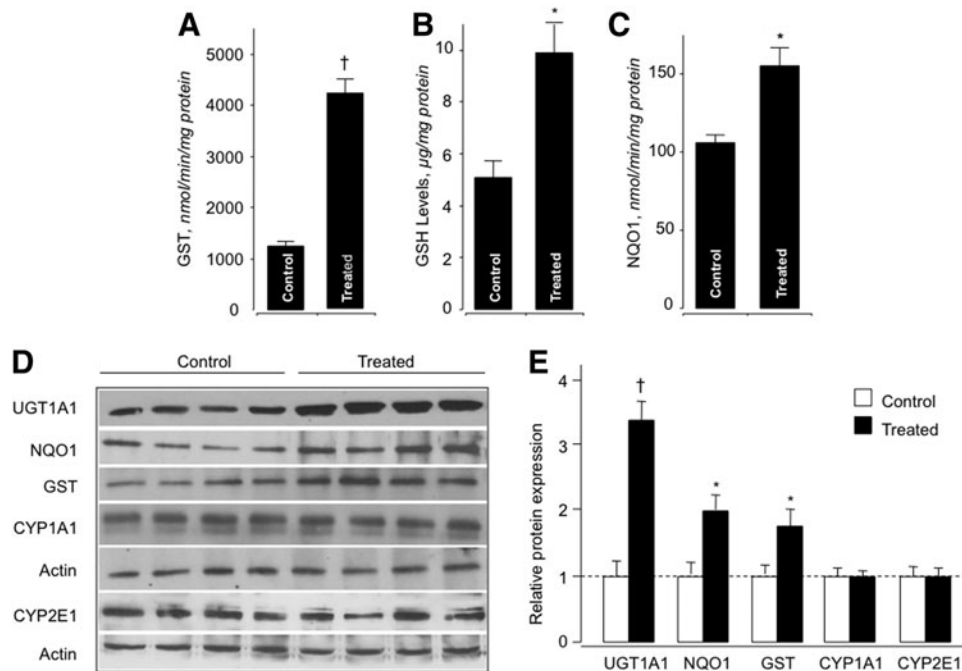 A
GST, nmol/min/mg protein
5000
4000
3000
2000
1000
0
†
Control
Treated
B
GSH Levels, µg/mg protein
10
8
6
4
2
0
*
Control
Treated
C
NQO1, nmol/min/mg protein
150
100
50
0
*
Control
Treated
D
Control
Treated
UGT1A1
NQO1
GST
CYP1A1
Actin
CYP2E1
Actin
E
Relative protein expression
4
3
2
1
0
†
*
*
Control
Treated
UGT1A1 NQO1 GST CYP1A1 CYP2E1